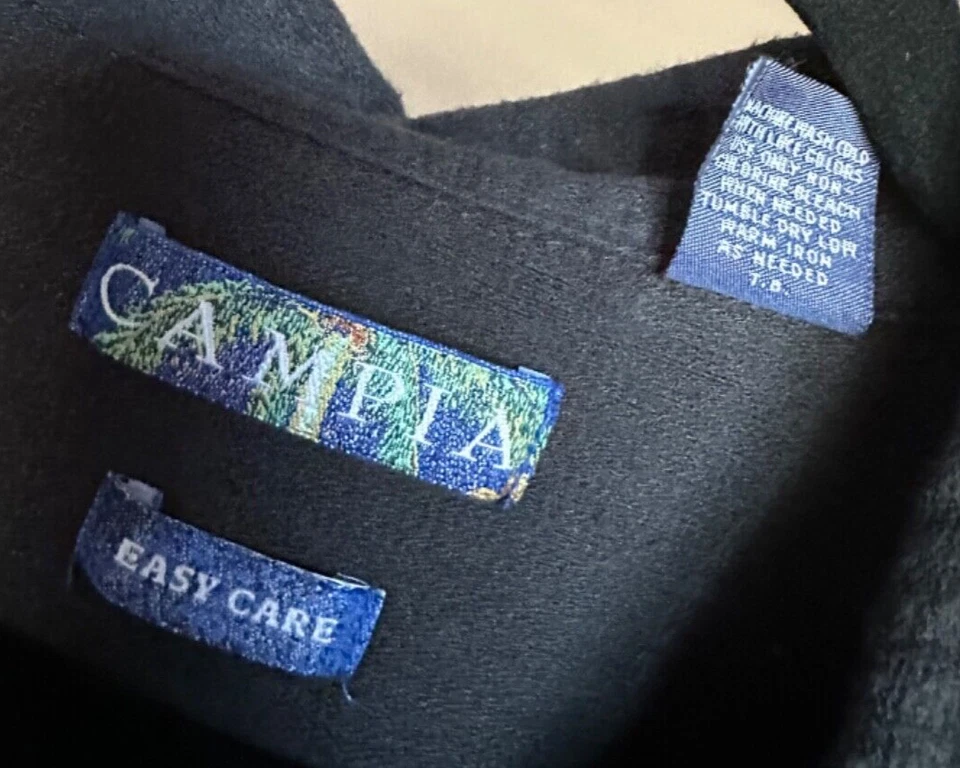 CAMPIA
EASY CARE
MACHINE WASH COLD
WITH LIKE COLORS
USE ONLY NON-
CHLORINE BLEACH
WHEN NEEDED
TUMBLE DRY LOW
WARM IRON
AS NEEDED
T.B.